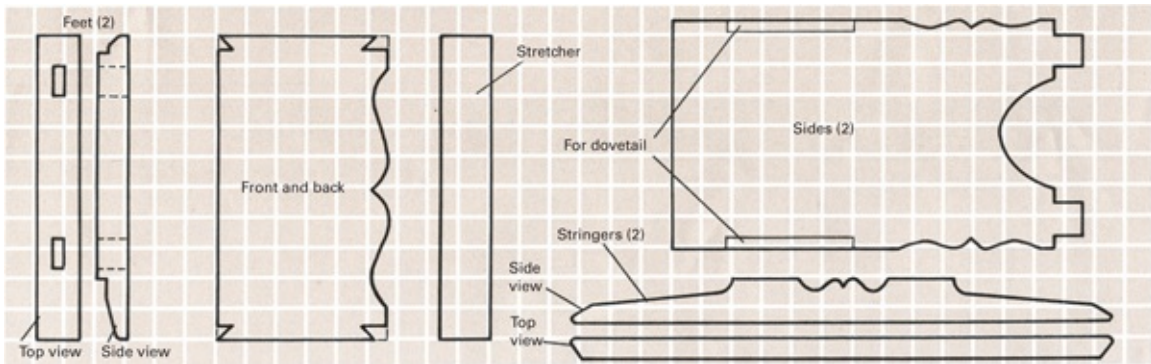 Feet (2)
Top view
Side view
Front and back
Stretcher
For dovetail
Sides (2)
Stringers (2)
Side
view
Top
view